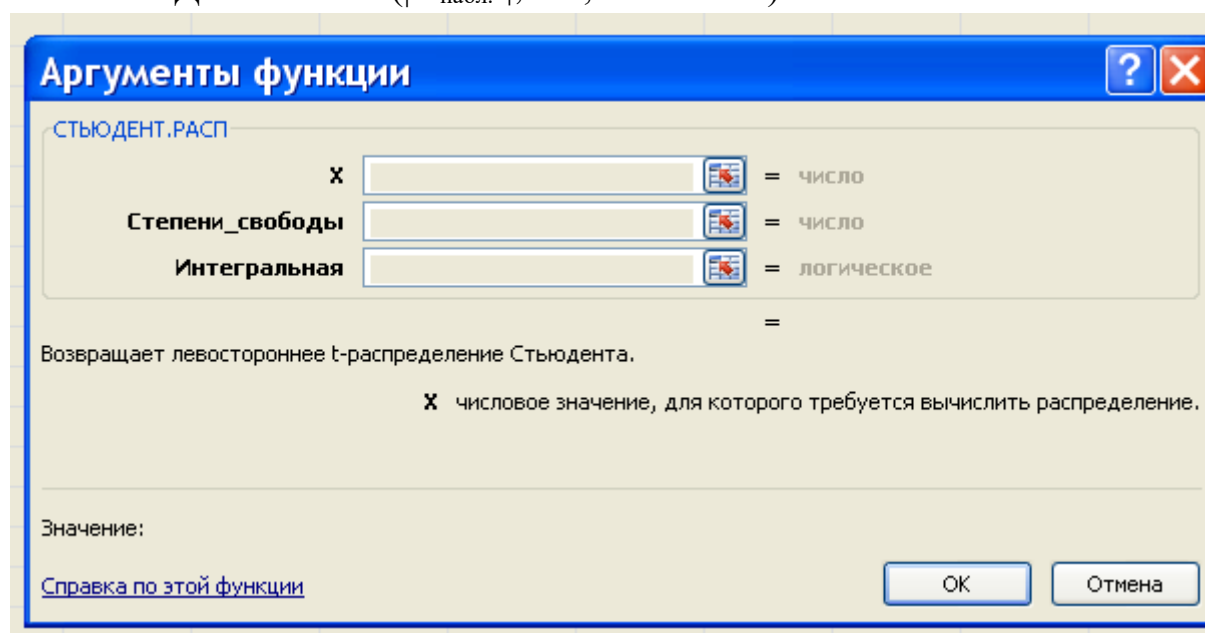 Аргументы функции
СТЬЮДЕНТ.РАСП
X = число
Степени_свободы = число
Интегральная = логическое
=
Возвращает левостороннее t-распределение Стьюдента.
X числовое значение, для которого требуется вычислить распределение.
Значение:
Справка по этой функции
ОК Отмена